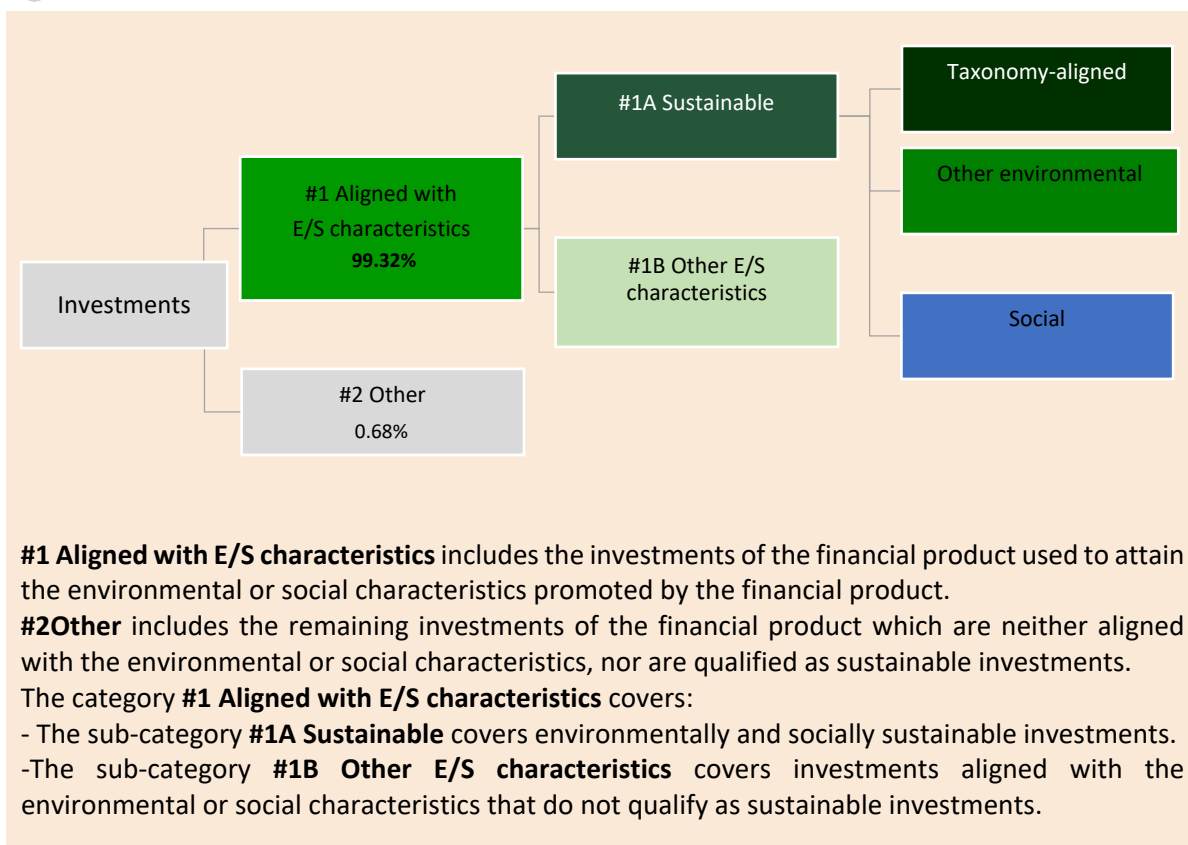 Taxonomy-aligned
#1A Sustainable
#1 Aligned with
E/S characteristics
99.32%
Other environmental
#1B Other E/S
characteristics
Investments
Social
#2 Other
0.68%
#1 Aligned with E/S characteristics includes the investments of the financial product used to attain
the environmental or social characteristics promoted by the financial product.
#2Other includes the remaining investments of the financial product which are neither aligned
with the environmental or social characteristics, nor are qualified as sustainable investments.
The category #1 Aligned with E/S characteristics covers:
- The sub-category #1A Sustainable covers environmentally and socially sustainable investments.
-The sub-category #1B Other E/S characteristics covers investments aligned with the
environmental or social characteristics that do not qualify as sustainable investments.